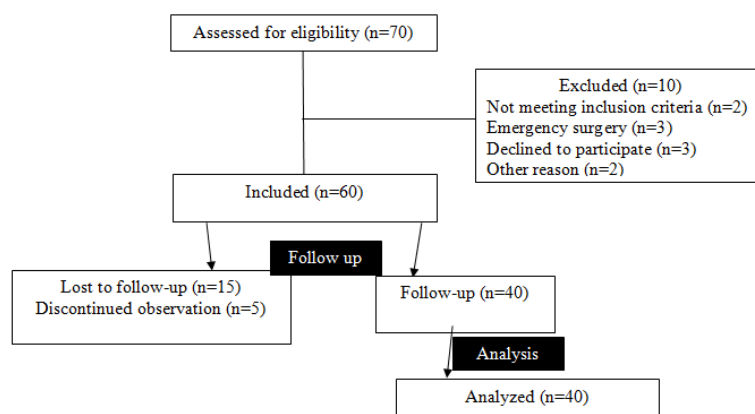 Assessed for eligibility (n=70)
Excluded (n=10)
Not meeting inclusion criteria (n=2)
Emergency surgery (n=3)
Declined to participate (n=3)
Other reason (n=2)
Included (n=60)
Follow up
Lost to follow-up (n=15)
Discontinued observation (n=5)
Follow-up (n=40)
Analysis
Analyzed (n=40)